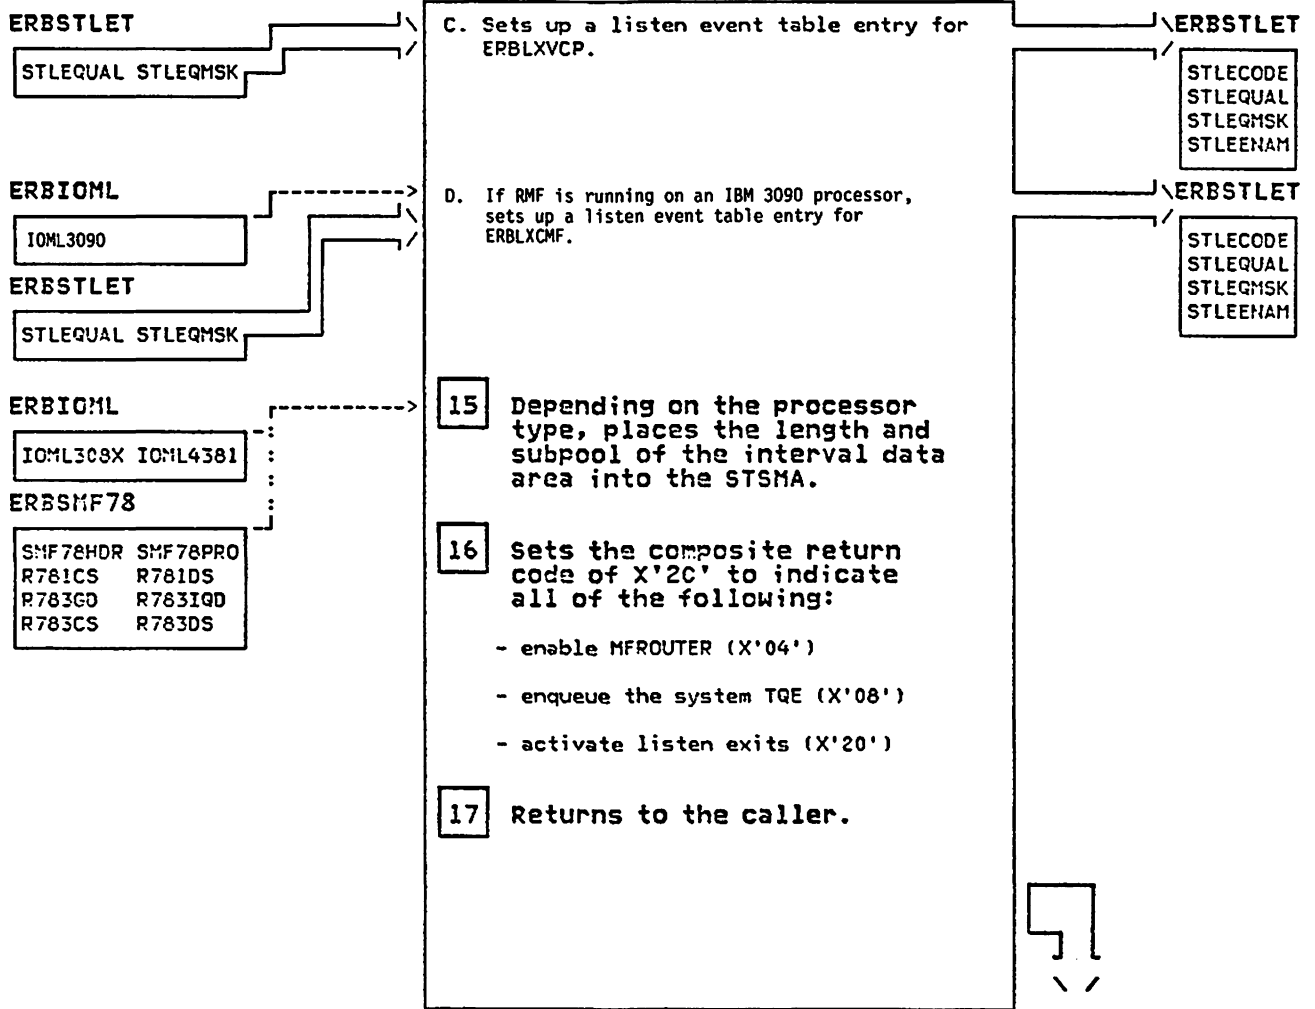 ERBSTLET
STLEQUAL STLEQMSK
ERBIOML
IOML3090
ERBSTLET
STLEQUAL STLEQMSK
ERBIOML
IOML308X IOML4381
ERBSMF78
SMF78HDR SMF78PRO
R781CS R781DS
R783GD R783IQD
R783CS R783DS
C. Sets up a listen event table entry for
ERBLXVCP.
D. If RMF is running on an IBM 3090 processor,
sets up a listen event table entry for
ERBLXCMF.
15 Depending on the processor
type, places the length and
subpool of the interval data
area into the STSMA.
16 Sets the composite return
code of X'2C' to indicate
all of the following:
- enable MFROUTER (X'04')
- enqueue the system TQE (X'08')
- activate listen exits (X'20')
17 Returns to the caller.
ERBSTLET
STLECODE
STLEQUAL
STLEQMSK
STLEENAM
ERBSTLET
STLECODE
STLEQUAL
STLEQMSK
STLEENAM